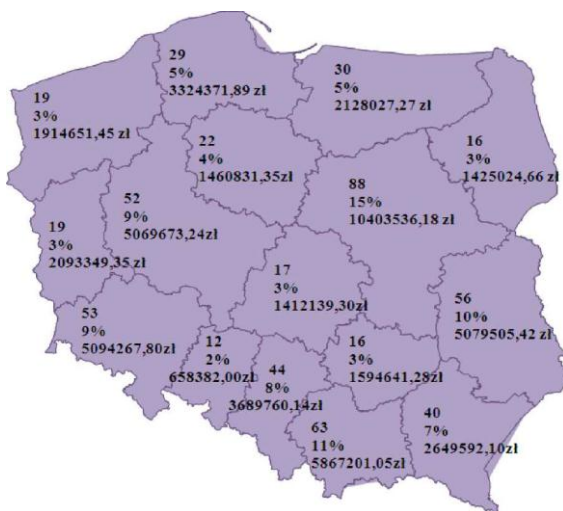 29
5%
3324371,89 zł
30
5%
2128027,27 zł
19
3%
1914651,45 zł
22
4%
1460831,35zł
16
3%
1425024,66 zł
88
15%
10403536,18 zł
52
9%
5069673,24zł
19
3%
2093349,35 zł
17
3%
1412139,30zł
56
10%
5079505,42 zł
53
9%
5094267,80zł
12
2%
658382,00zł
16
3%
1594641,28zł
44
8%
3689760,14zł
40
7%
2649592,10zł
63
11%
5867201,05zł